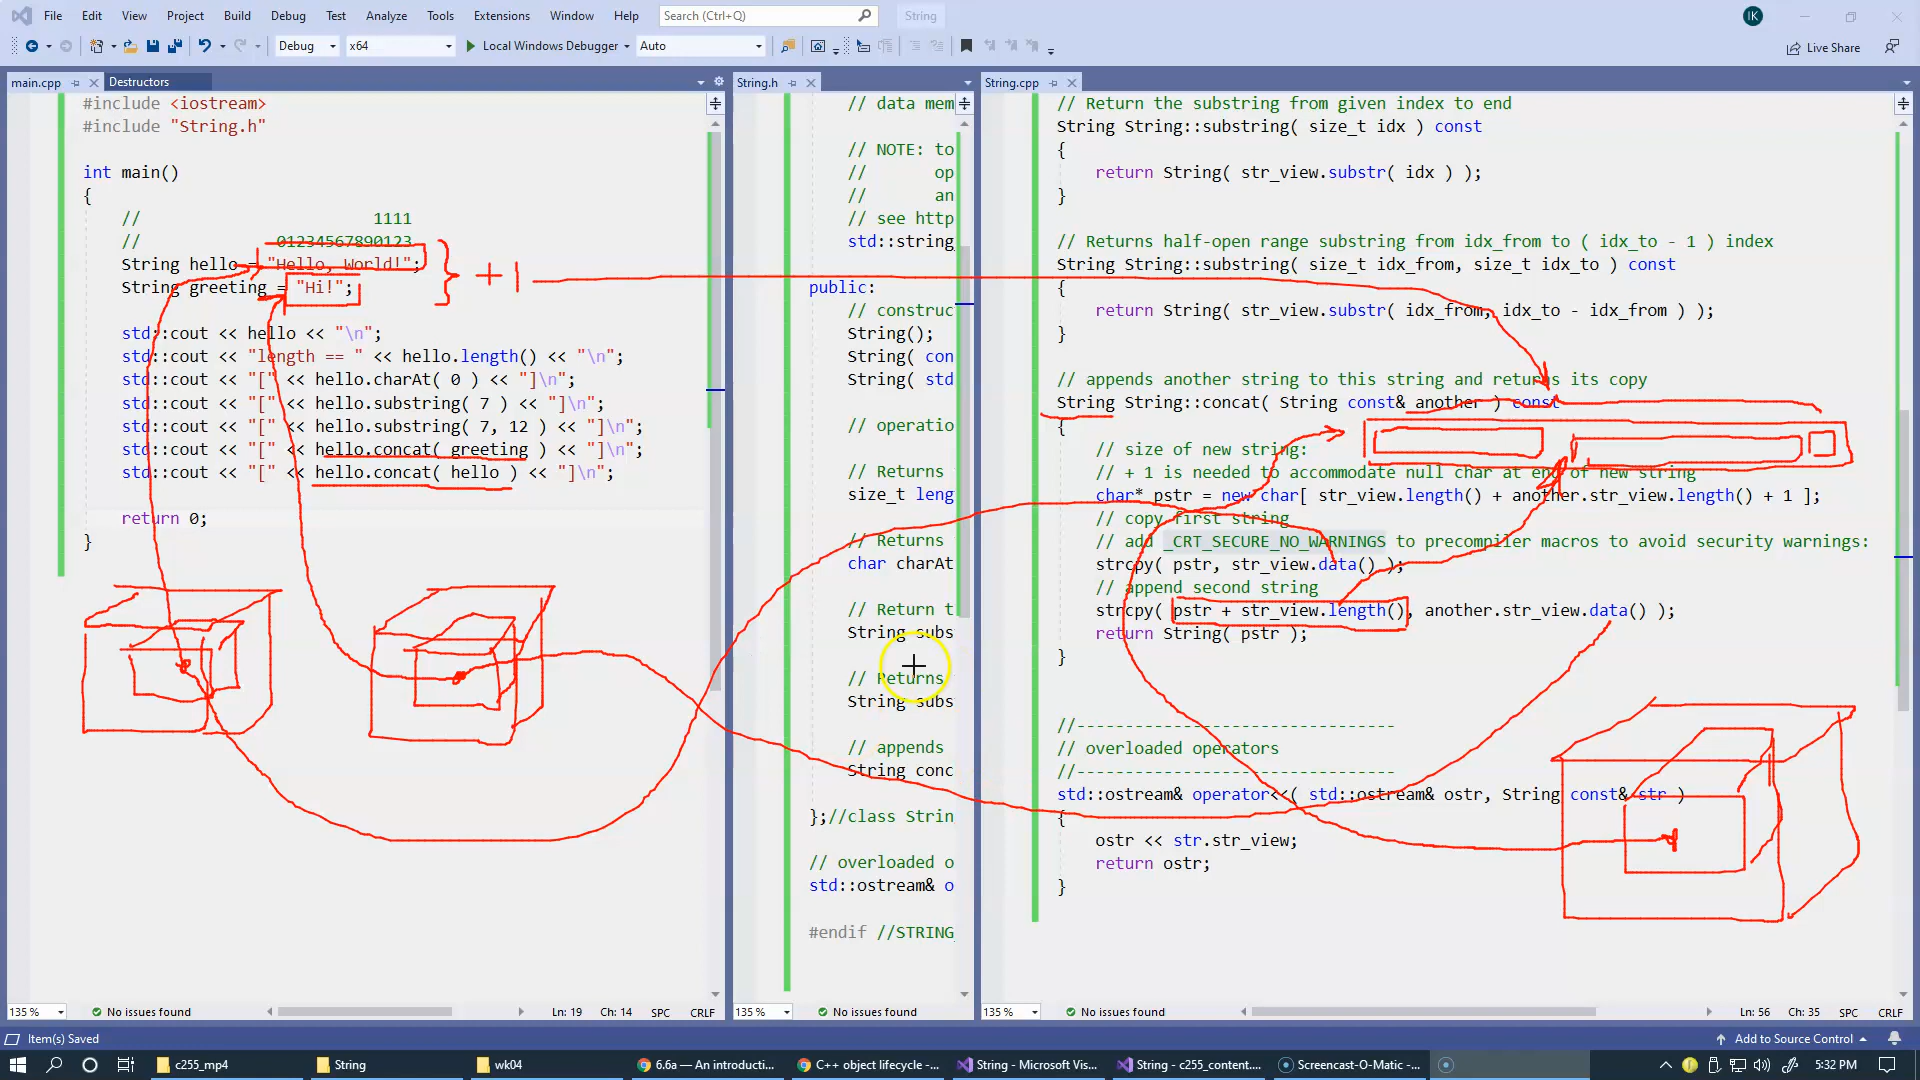 File Edit View Project Build Debug Test Analyze Tools Extensions Window Help Search (Ctrl+Q) String IK
Debug x64 Local Windows Debugger Auto Live Share
main.cpp Destructors
#include <iostream>
#include "String.h"
int main()
{
// 1111
// 01234567890123
String hello = "Hello, World!";
String greeting = "Hi!";
+ 1
std::cout << hello << "\n";
std::cout << "length == " << hello.length() << "\n";
std::cout << "[" << hello.charAt( 0 ) << "]\n";
std::cout << "[" << hello.substring( 7 ) << "]\n";
std::cout << "[" << hello.substring( 7, 12 ) << "]\n";
std::cout << "[" << hello.concat( greeting ) << "]\n";
std::cout << "[" << hello.concat( hello ) << "]\n";
return 0;
}
135 % No issues found Ln: 19 Ch: 14 SPC CRLF
String.h
// data mem
// NOTE: to
// op
// an
// see http
std::string
public:
// construc
String();
String( con
String( std
// operatio
// Returns
size_t leng
// Returns
char charAt
// Return t
String subs
// Returns
String subs
// appends
String conc
};//class Strin
// overloaded o
std::ostream& o
#endif //STRING_
135 % No issues found
String.cpp
// Return the substring from given index to end
String String::substring( size_t idx ) const
{
return String( str_view.substr( idx ) );
}
// Returns half-open range substring from idx_from to ( idx_to - 1 ) index
String String::substring( size_t idx_from, size_t idx_to ) const
{
return String( str_view.substr( idx_from, idx_to - idx_from ) );
}
// appends another string to this string and returns its copy
String String::concat( String const& another ) const
{
// size of new string:
// + 1 is needed to accommodate null char at end of new string
char* pstr = new char[ str_view.length() + another.str_view.length() + 1 ];
// copy first string
// add _CRT_SECURE_NO_WARNINGS to precompiler macros to avoid security warnings:
strcpy( pstr, str_view.data() );
// append second string
strcpy( pstr + str_view.length(), another.str_view.data() );
return String( pstr );
}
//---------------------------------
// overloaded operators
//---------------------------------
std::ostream& operator<<( std::ostream& ostr, String const& str )
{
ostr << str.str_view;
return ostr;
}
135 % No issues found Ln: 56 Ch: 35 SPC CRLF
Item(s) Saved Add to Source Control
c255_mp4 String wk04 6.6a — An introducti... C++ object lifecycle -... String - Microsoft Vis... String - c255_content... Screencast-O-Matic -... 5:32 PM